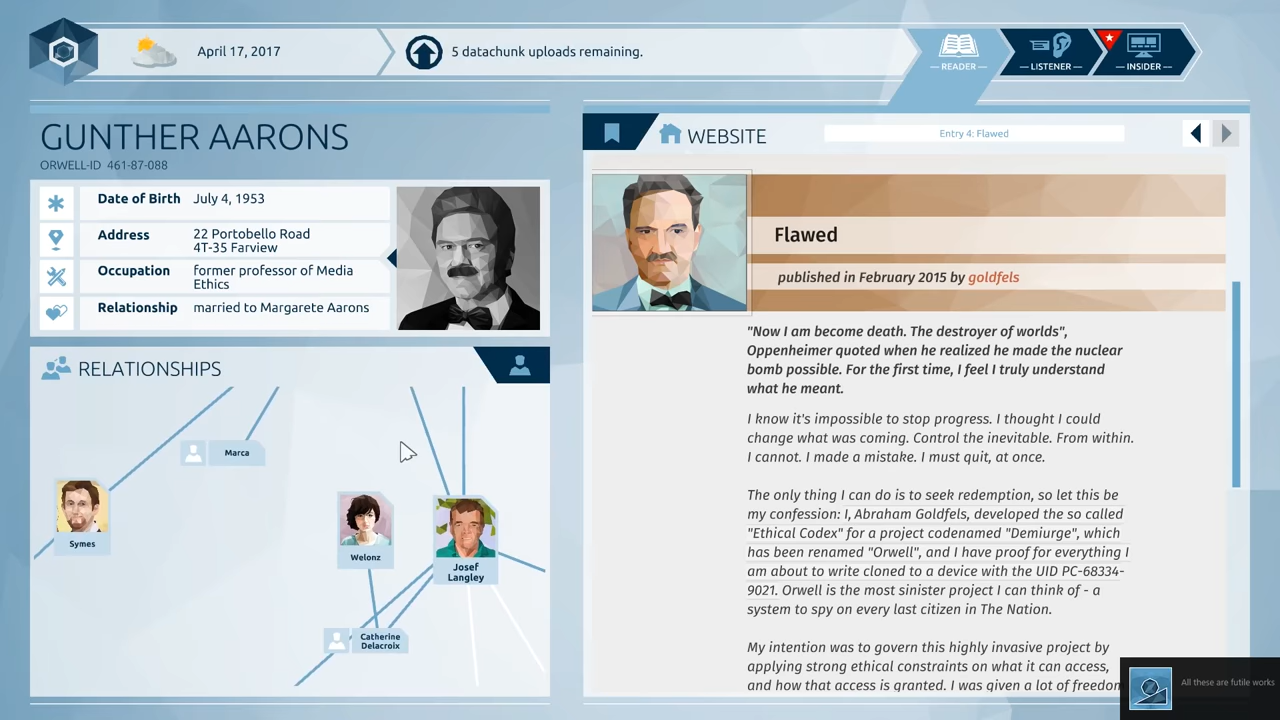 April 17, 2017
5 datachunk uploads remaining.
— READER —
— LISTENER —
— INSIDER —
GUNTHER AARONS
ORWELL-ID 461-87-088
Date of Birth July 4, 1953
Address 22 Portobello Road
4T-35 Farview
Occupation former professor of Media
Ethics
Relationship married to Margarete Aarons
RELATIONSHIPS
Marca
Symes
Welonz
Josef
Langley
Catherine
Delacroix
WEBSITE
Entry 4: Flawed
Flawed
published in February 2015 by goldfels
"Now I am become death. The destroyer of worlds",
Oppenheimer quoted when he realized he made the nuclear
bomb possible. For the first time, I feel I truly understand
what he meant.
I know it's impossible to stop progress. I thought I could
change what was coming. Control the inevitable. From within.
I cannot. I made a mistake. I must quit, at once.
The only thing I can do is to seek redemption, so let this be
my confession: I, Abraham Goldfels, developed the so called
"Ethical Codex" for a project codenamed "Demiurge", which
has been renamed "Orwell", and I have proof for everything I
am about to write cloned to a device with the UID PC-68334-
9021. Orwell is the most sinister project I can think of - a
system to spy on every last citizen in The Nation.
My intention was to govern this highly invasive project by
applying strong ethical constraints on what it can access,
and how that access is granted. I was given a lot of freedom
All these are futile works